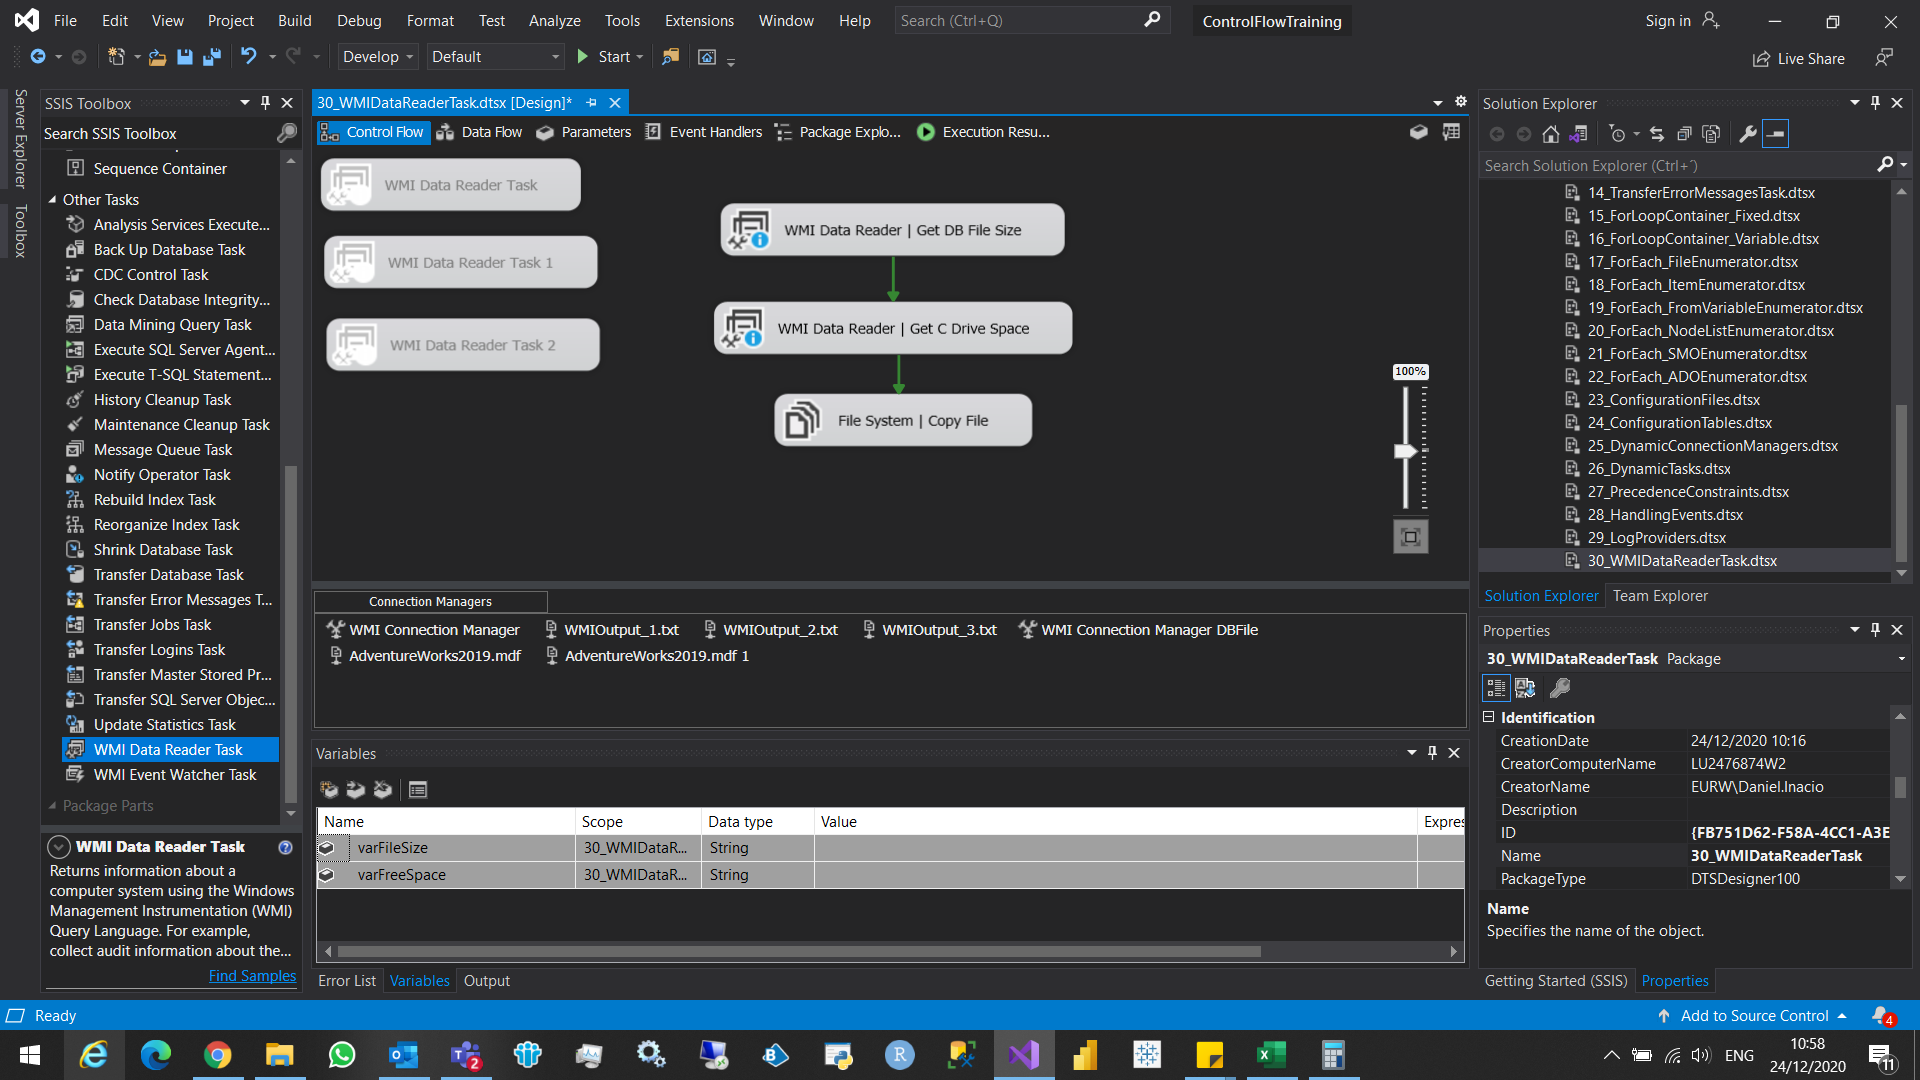 File Edit View Project Build Debug Format Test Analyze Tools Extensions Window Help Search (Ctrl+Q) ControlFlowTraining Sign in
Develop Default Start Live Share
Server Explorer
Toolbox
SSIS Toolbox
Search SSIS Toolbox
Sequence Container
Other Tasks
Analysis Services Execute...
Back Up Database Task
CDC Control Task
Check Database Integrity...
Data Mining Query Task
Execute SQL Server Agent...
Execute T-SQL Statement...
History Cleanup Task
Maintenance Cleanup Task
Message Queue Task
Notify Operator Task
Rebuild Index Task
Reorganize Index Task
Shrink Database Task
Transfer Database Task
Transfer Error Messages T...
Transfer Jobs Task
Transfer Logins Task
Transfer Master Stored Pr...
Transfer SQL Server Objec...
Update Statistics Task
WMI Data Reader Task
WMI Event Watcher Task
Package Parts
WMI Data Reader Task
Returns information about a
computer system using the Windows
Management Instrumentation (WMI)
Query Language. For example,
collect audit information about the...
Find Samples
30_WMIDataReaderTask.dtsx [Design]*
Control Flow Data Flow Parameters Event Handlers Package Explo... Execution Resu...
WMI Data Reader Task
WMI Data Reader Task 1
WMI Data Reader Task 2
WMI Data Reader | Get DB File Size
WMI Data Reader | Get C Drive Space
File System | Copy File
100%
Connection Managers
WMI Connection Manager WMIOutput_1.txt WMIOutput_2.txt WMIOutput_3.txt WMI Connection Manager DBFile
AdventureWorks2019.mdf AdventureWorks2019.mdf 1
Variables
Name Scope Data type Value Expres
varFileSize 30_WMIDataR... String
varFreeSpace 30_WMIDataR... String
Error List Variables Output
Solution Explorer
Search Solution Explorer (Ctrl+´)
14_TransferErrorMessagesTask.dtsx
15_ForLoopContainer_Fixed.dtsx
16_ForLoopContainer_Variable.dtsx
17_ForEach_FileEnumerator.dtsx
18_ForEach_ItemEnumerator.dtsx
19_ForEach_FromVariableEnumerator.dtsx
20_ForEach_NodeListEnumerator.dtsx
21_ForEach_SMOEnumerator.dtsx
22_ForEach_ADOEnumerator.dtsx
23_ConfigurationFiles.dtsx
24_ConfigurationTables.dtsx
25_DynamicConnectionManagers.dtsx
26_DynamicTasks.dtsx
27_PrecedenceConstraints.dtsx
28_HandlingEvents.dtsx
29_LogProviders.dtsx
30_WMIDataReaderTask.dtsx
Solution Explorer Team Explorer
Properties
30_WMIDataReaderTask Package
Identification
CreationDate 24/12/2020 10:16
CreatorComputerName LU2476874W2
CreatorName EURW\Daniel.Inacio
Description
ID {FB751D62-F58A-4CC1-A3E
Name 30_WMIDataReaderTask
PackageType DTSDesigner100
Name
Specifies the name of the object.
Getting Started (SSIS) Properties
Ready Add to Source Control 4
2 ENG 10:58
24/12/2020 11